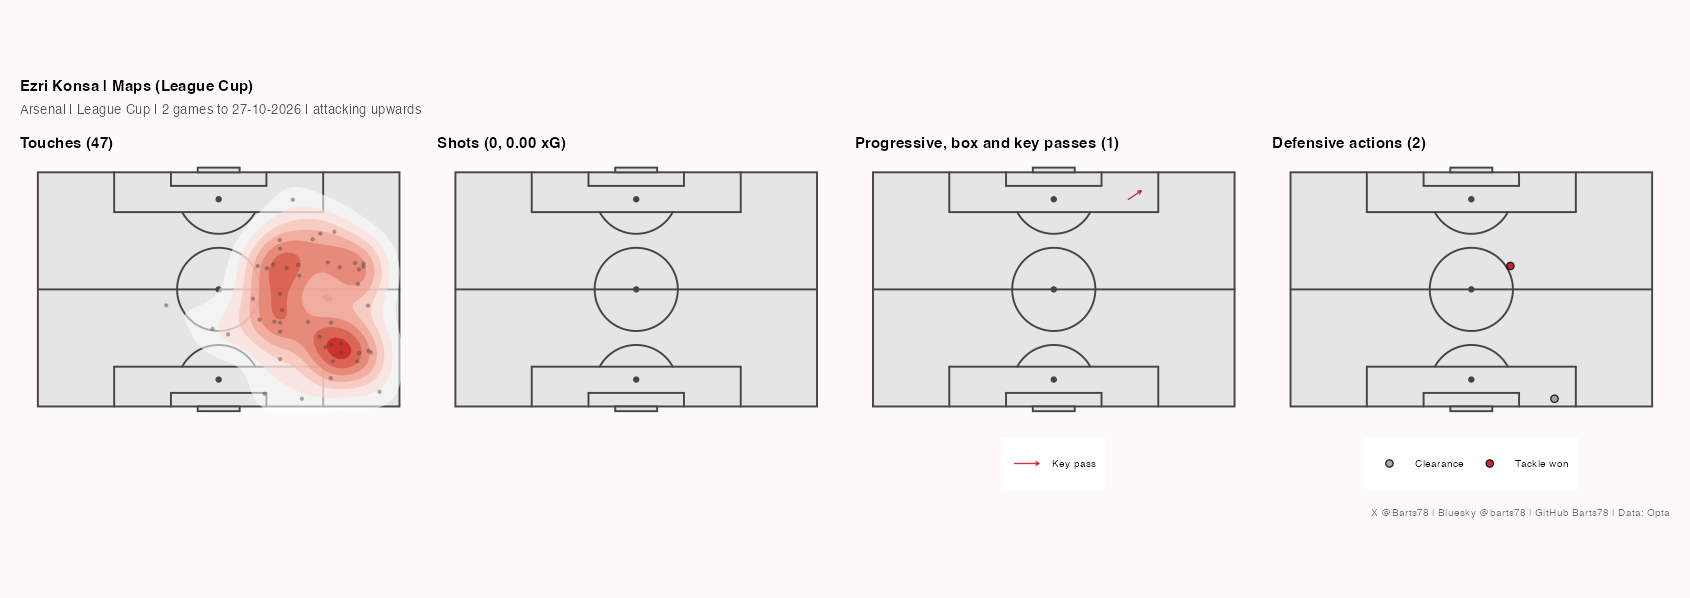 Ezri Konsa | Maps (League Cup)
Arsenal | League Cup | 2 games to 27-10-2026 | attacking upwards
Touches (47)
Shots (0, 0.00 xG)
Progressive, box and key passes (1)
Defensive actions (2)
Key pass
Clearance
Tackle won
X @Barts78 | Bluesky @barts78 | GitHub Barts78 | Data: Opta